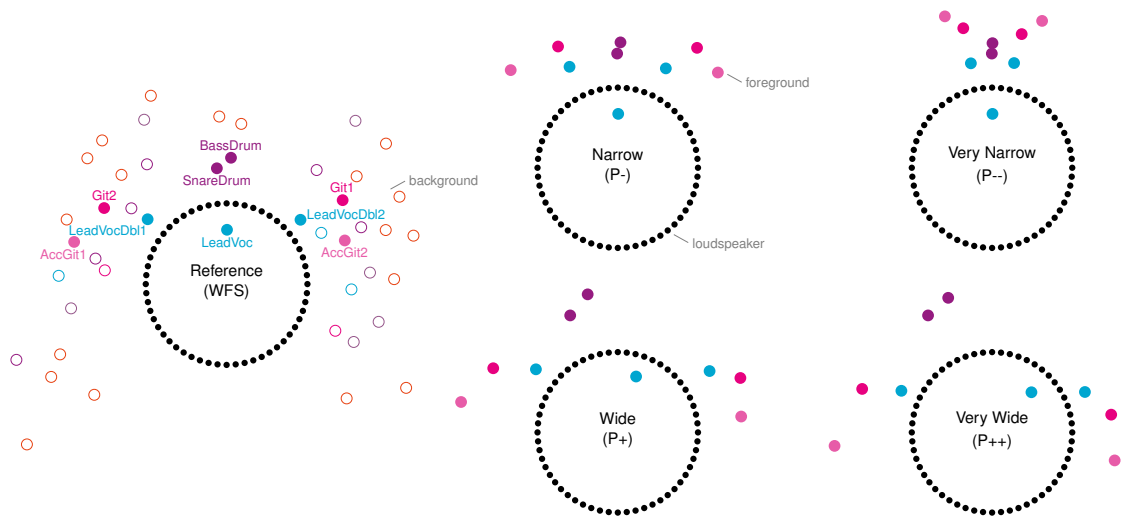 BassDrum
SnareDrum
Git2
Git1
background
LeadVocDbl1
LeadVocDbl2
LeadVoc
AccGit1
AccGit2
Reference
(WFS)
foreground
Narrow
(P-)
loudspeaker
Very Narrow
(P--)
Wide
(P+)
Very Wide
(P++)